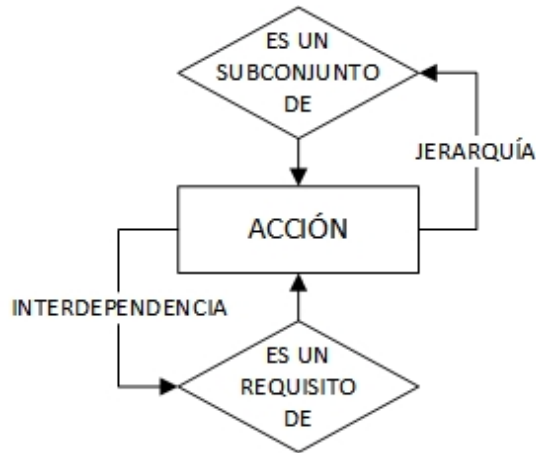 ES UN
SUBCONJUNTO
DE
JERARQUÍA
ACCIÓN
INTERDEPENDENCIA
ES UN
REQUISITO
DE